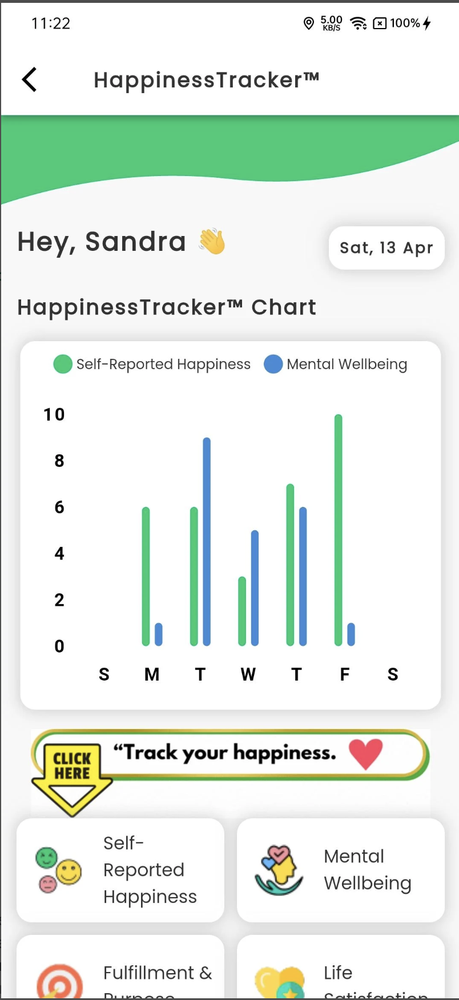 11:22
5.00
KB/S
100%
HappinessTracker™
Hey, Sandra 👋
Sat, 13 Apr
HappinessTracker™ Chart
Self-Reported Happiness
Mental Wellbeing
10
8
6
4
2
0
S M T W T F S
“Track your happiness.
CLICK
HERE
Self-
Reported
Happiness
Mental
Wellbeing
Fulfillment &
Purpose
Life
Satisfaction